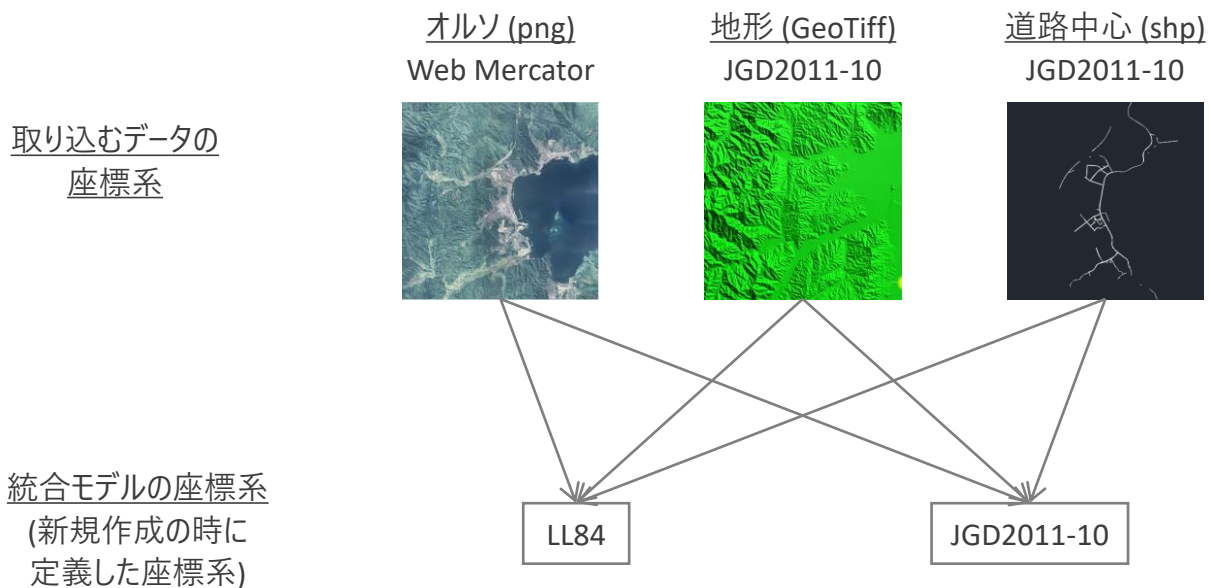 オルソ (png)
Web Mercator
地形 (GeoTiff)
JGD2011-10
道路中心 (shp)
JGD2011-10
取り込むデータの
座標系
統合モデルの座標系
(新規作成の時に
定義した座標系)
LL84
JGD2011-10